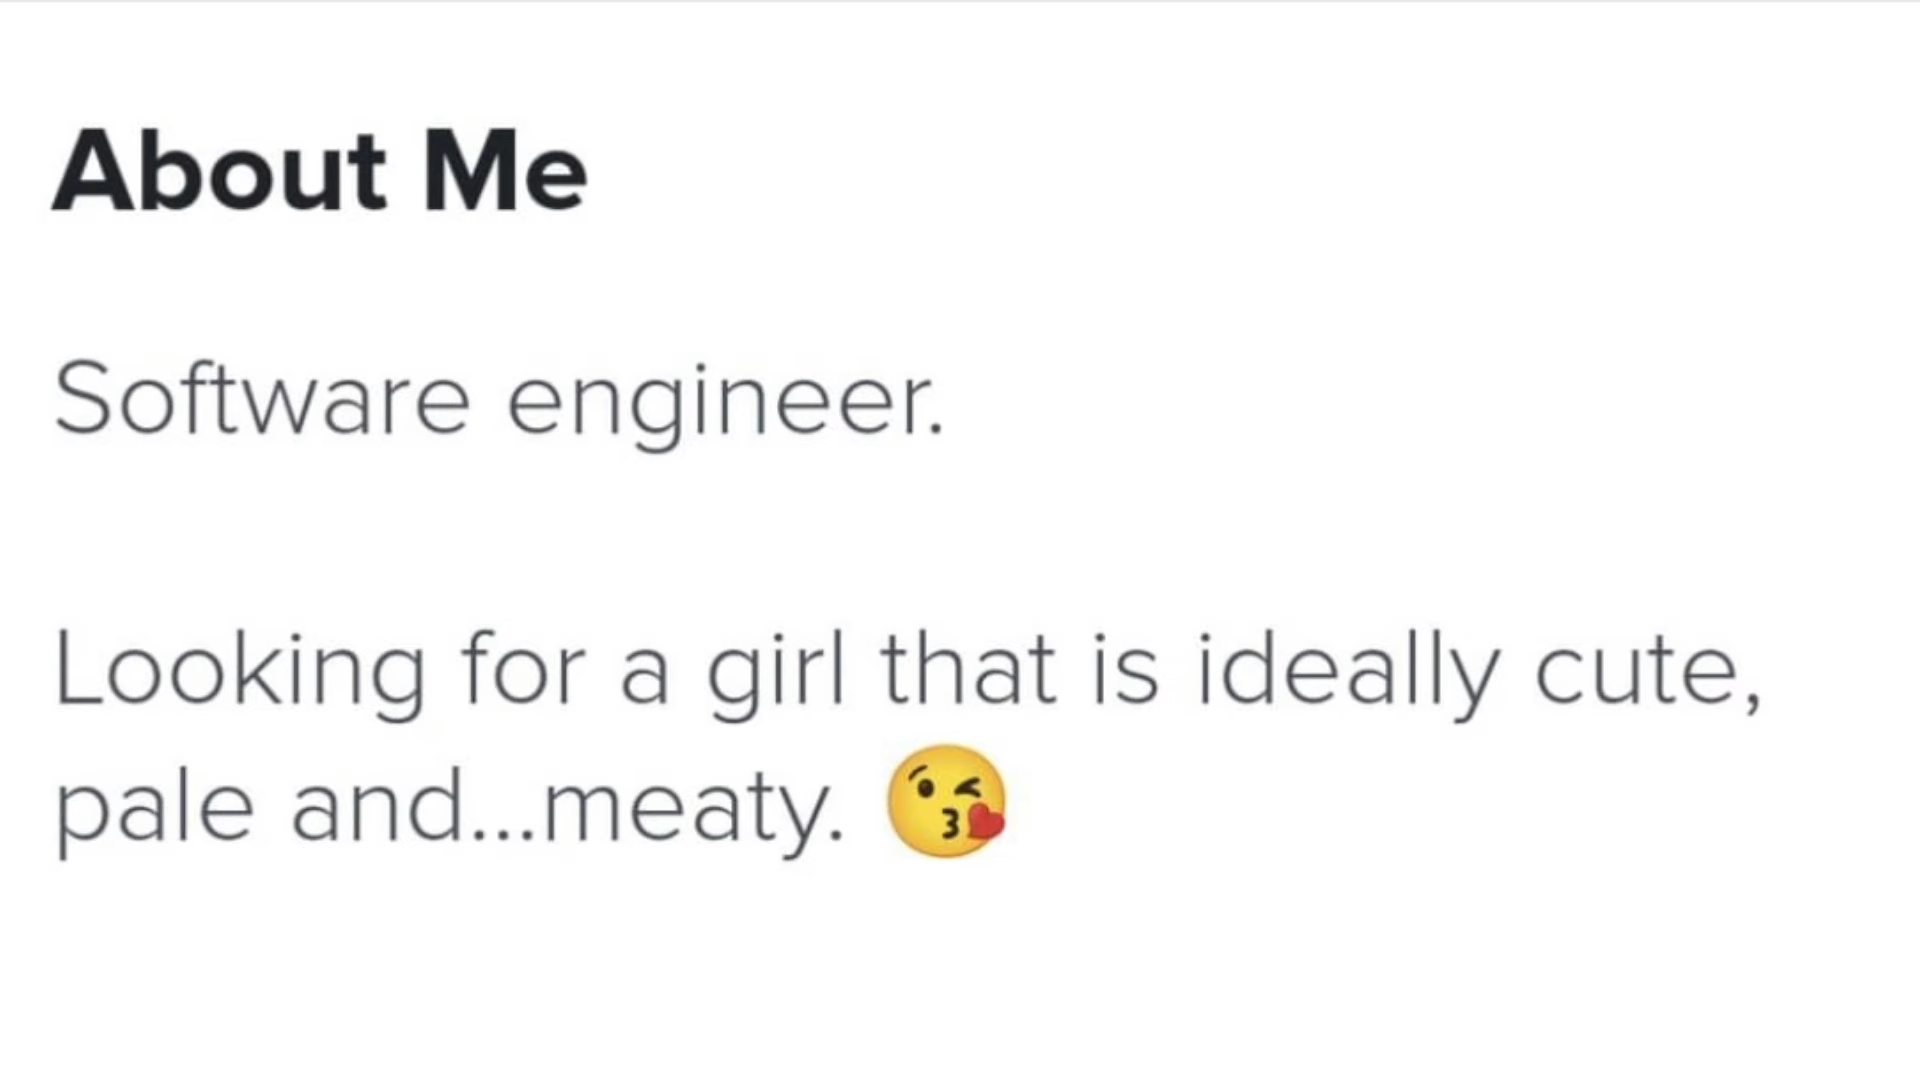 About Me
Software engineer.
Looking for a girl that is ideally cute,
pale and...meaty. 😘